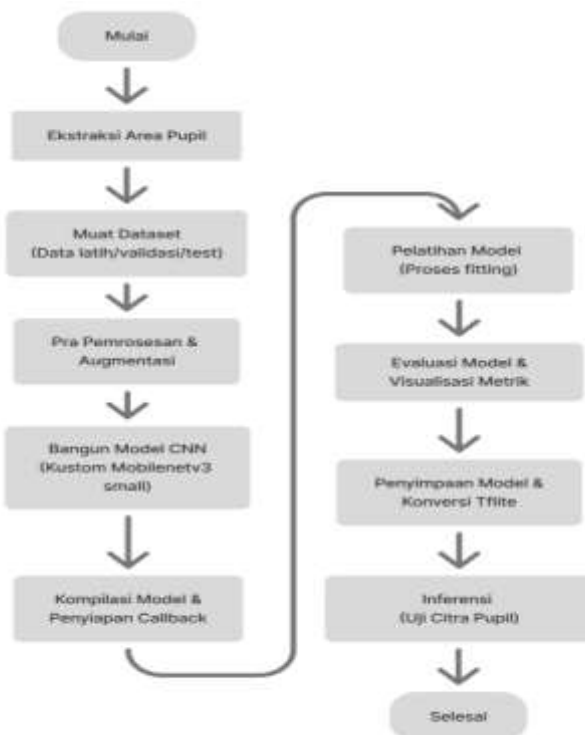 Mulai
Ekstraksi Area Pupil
Muat Dataset
(Data latih/validasi/test)
Pra Pemrosesan &
Augmentasi
Bangun Model CNN
(Kustom Mobilenetv3
small)
Kompilasi Model &
Penyiapan Callback
Pelatihan Model
(Proses fitting)
Evaluasi Model &
Visualisasi Metrik
Penyimpaan Model &
Konversi Tflite
Inferensi
(Uji Citra Pupil)
Selesai